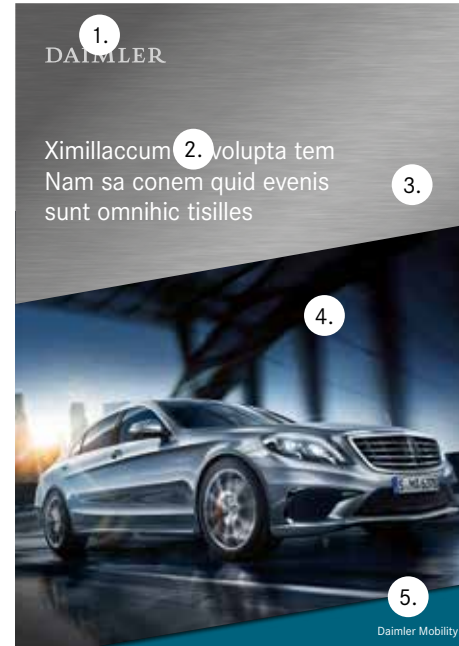 1.
DAIMLER
Ximillaccum 2. volupta tem
Nam sa conem quid evenis
3.
sunt omnihic tisilles
4.
5.
Daimler Mobility